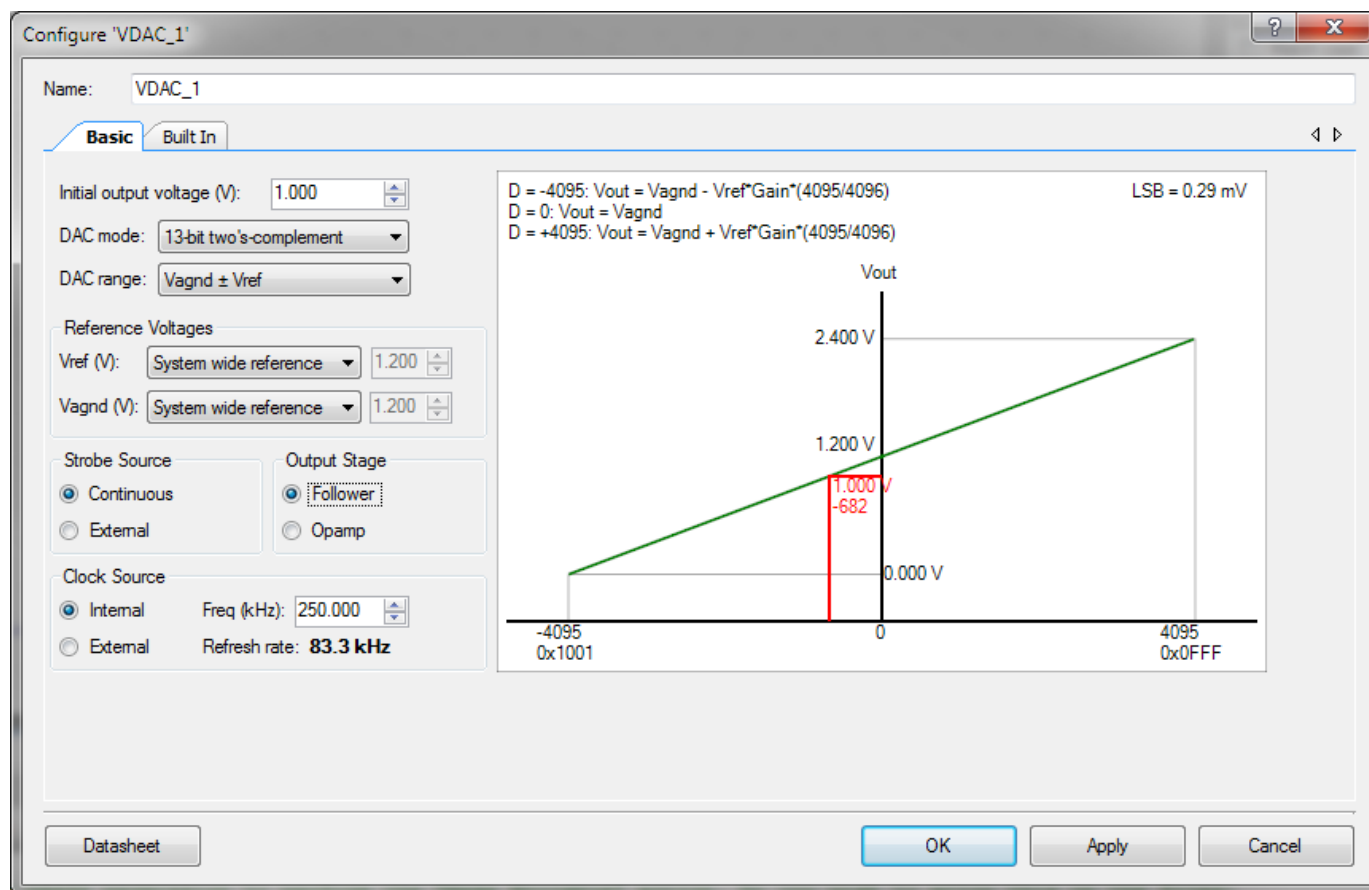 Configure 'VDAC_1'
Name: VDAC_1
Basic Built In
Initial output voltage (V): 1.000
DAC mode: 13-bit two's-complement
DAC range: Vagnd ± Vref
Reference Voltages
Vref (V): System wide reference 1.200
Vagnd (V): System wide reference 1.200
Strobe Source
Continuous
External
Output Stage
Follower
Opamp
Clock Source
Internal Freq (kHz): 250.000
External Refresh rate: 83.3 kHz
D = -4095: Vout = Vagnd - Vref*Gain*(4095/4096) LSB = 0.29 mV
D = 0: Vout = Vagnd
D = +4095: Vout = Vagnd + Vref*Gain*(4095/4096)
Vout
2.400 V
1.200 V
1.000 V
-682
0.000 V
-4095 0 4095
0x1001 0x0FFF
Datasheet OK Apply Cancel